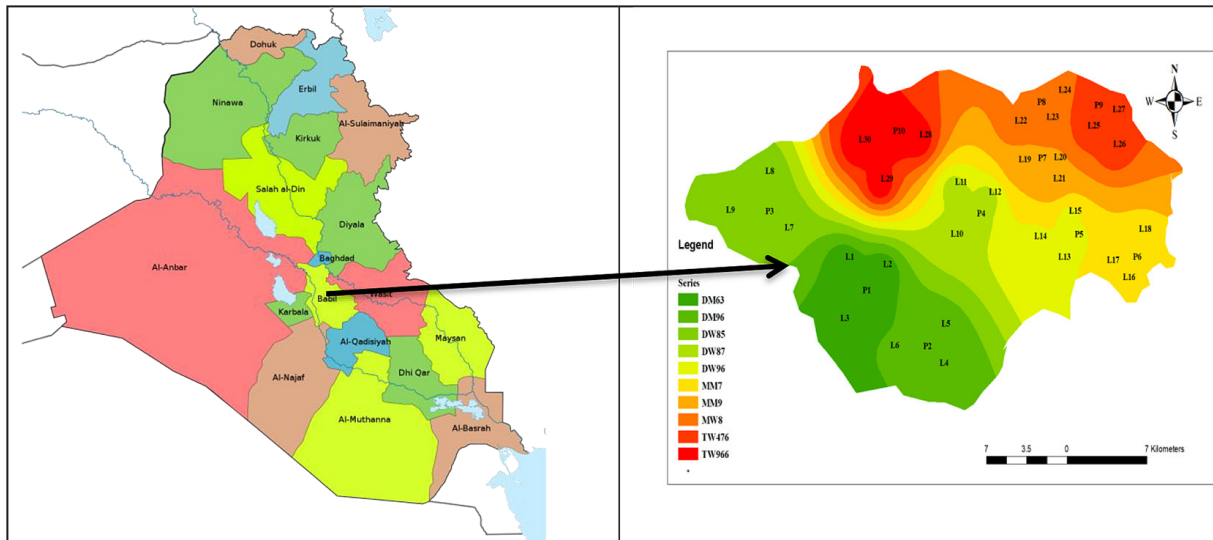 Dohuk
Ninawa
Erbil
Al-Sulaimaniyah
Kirkuk
Salah al-Din
Diyala
Al-Anbar
Baghdad
Babil
Wasit
Karbala
Al-Qadisiyah
Maysan
Al-Najaf
Dhi Qar
Al-Muthanna
Al-Basrah
N
W E
S
L24
P8
L22 L23
P9 L27
L25
L26
L30 P10 L28
L29
L19 P7 L20
L21
L8
L11
L12
L9 P3
L7
P4
L10
L15
L14 P5
L13
L18
L17 P6
L16
L1
L2
P1
L3
L5
L6 P2
L4
Legend
Series
DM63
DM96
DW85
DW87
DW96
MM7
MM9
MW8
TW476
TW966
7 3.5 0 7 Kilometers